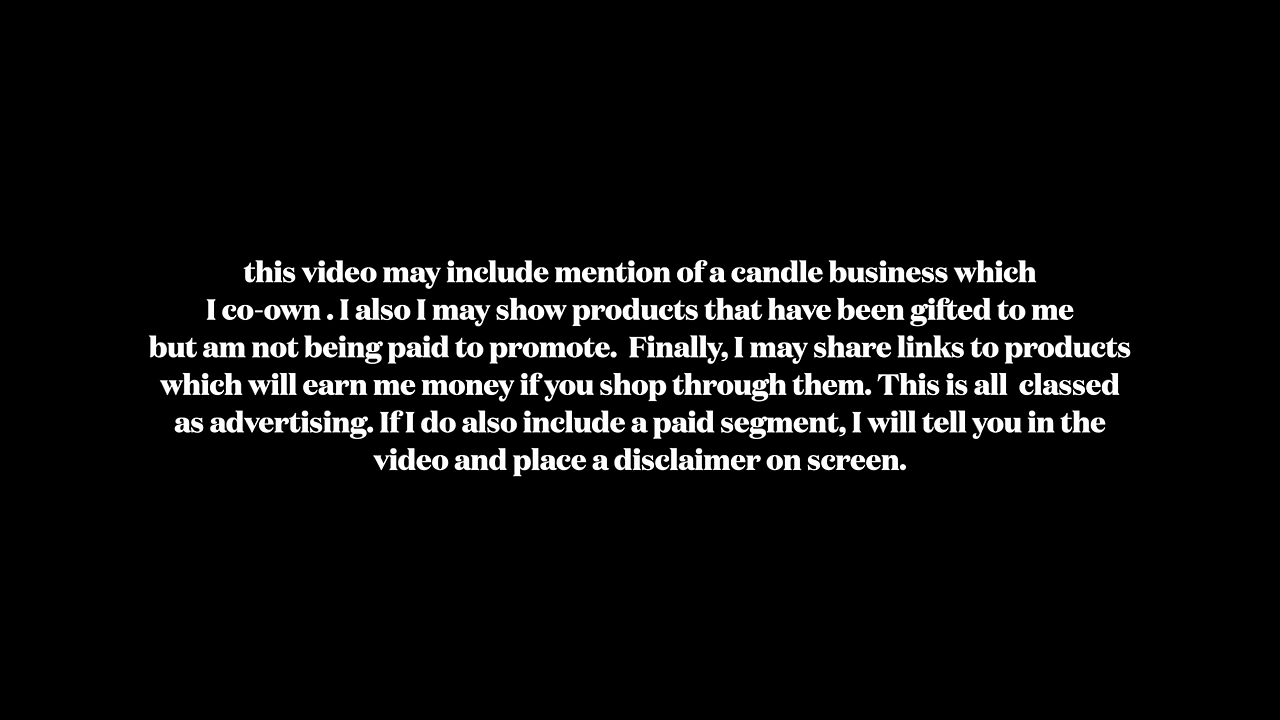 this video may include mention of a candle business which
I co-own . I also I may show products that have been gifted to me
but am not being paid to promote.  Finally, I may share links to products
which will earn me money if you shop through them. This is all  classed
as advertising. If I do also include a paid segment, I will tell you in the
video and place a disclaimer on screen.